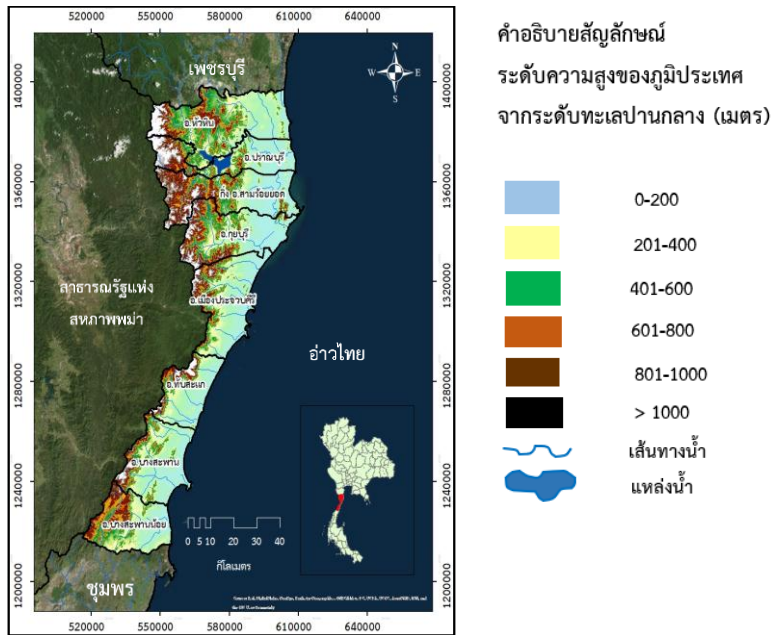 520000 550000 580000 610000 640000
เพชรบุรี
N
W E
S
1400000 1400000
อ.หัวหิน
อ.ปราณบุรี
1360000 1360000
กิ่ง อ.สามร้อยยอด
อ.กุยบุรี
1320000 1320000
สาธารณรัฐแห่ง
สหภาพพม่า
อ.เมืองประจวบคีรี
อ่าวไทย
1280000 1280000
อ.ทับสะแก
อ.บางสะพาน
1240000 1240000
อ.บางสะพานน้อย
0 5 10 20 30 40
กิโลเมตร
ชุมพร
1200000 1200000
520000 550000 580000 610000 640000
คำอธิบายสัญลักษณ์
ระดับความสูงของภูมิประเทศ
จากระดับทะเลปานกลาง (เมตร)
0-200
201-400
401-600
601-800
801-1000
> 1000
เส้นทางน้ำ
แหล่งน้ำ